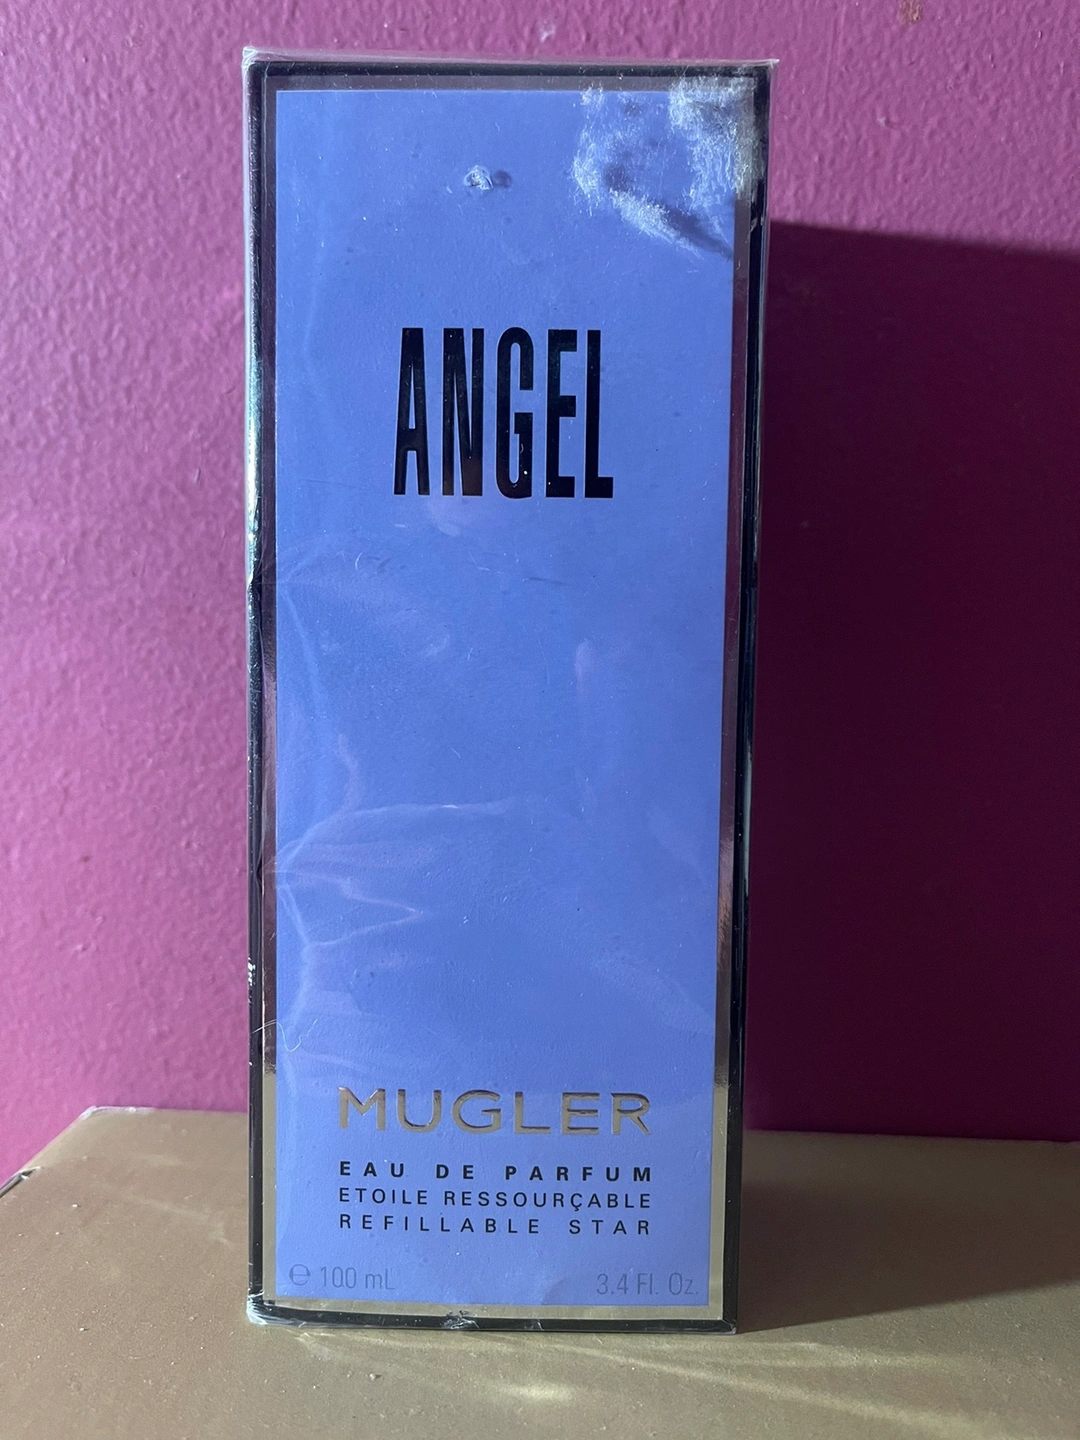 ANGEL
MUGLER
EAU DE PARFUM
ETOILE RESSOURÇABLE
REFILLABLE STAR
℮ 100 mL 3.4 Fl. Oz.